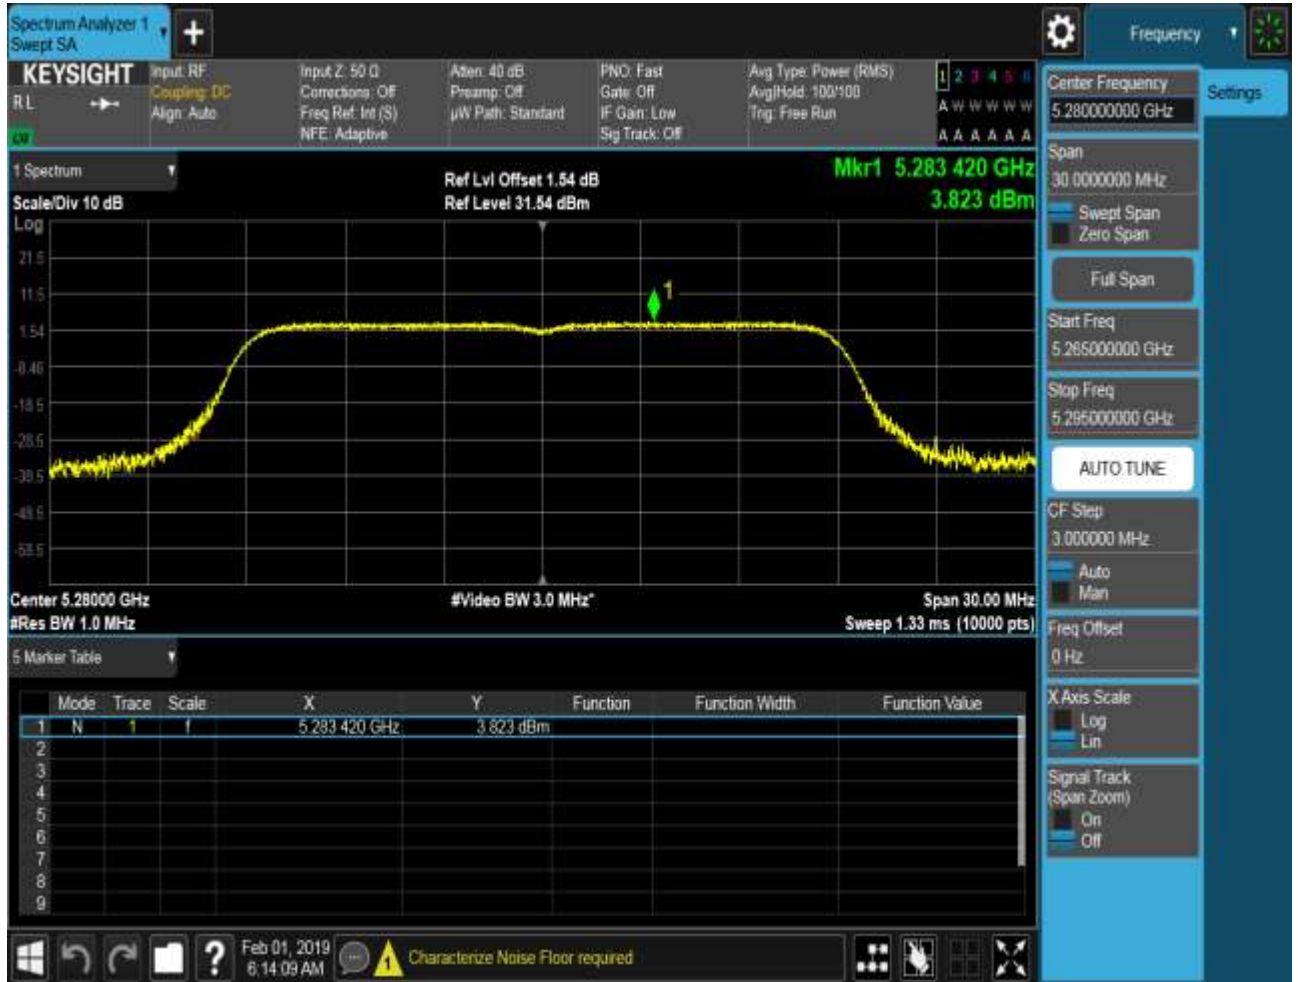 Spectrum Analyzer 1
Swept SA
+
Frequency
KEYSIGHT
R L
Input: RF
Coupling: DC
Align: Auto
Input Z: 50 Ω
Corrections: Off
Freq Ref: Int (S)
NFE: Adaptive
Atten: 40 dB
Preamp: Off
µW Path: Standard
PNO: Fast
Gate: Off
IF Gain: Low
Sig Track: Off
Avg Type: Power (RMS)
Avg|Hold: 100/100
Trig: Free Run
1 2 3 4 5 6
A W W W W W
A A A A A A
1 Spectrum
Scale/Div 10 dB
Ref Lvl Offset 1.54 dB
Ref Level 31.54 dBm
Mkr1 5.283 420 GHz
3.823 dBm
Log
21.5
11.5
1.54
-8.46
-18.5
-28.5
-38.5
-48.5
-58.5
1
Center 5.28000 GHz
#Res BW 1.0 MHz
#Video BW 3.0 MHz*
Span 30.00 MHz
Sweep 1.33 ms (10000 pts)
5 Marker Table
Mode Trace Scale X Y Function Function Width Function Value
1 N 1 f 5.283 420 GHz 3.823 dBm
2
3
4
5
6
7
8
9
Feb 01, 2019
6:14:09 AM
?
1
Characterize Noise Floor required
Settings
Center Frequency
5.280000000 GHz
Span
30.0000000 MHz
Swept Span
Zero Span
Full Span
Start Freq
5.265000000 GHz
Stop Freq
5.295000000 GHz
AUTO TUNE
CF Step
3.000000 MHz
Auto
Man
Freq Offset
0 Hz
X Axis Scale
Log
Lin
Signal Track
(Span Zoom)
On
Off